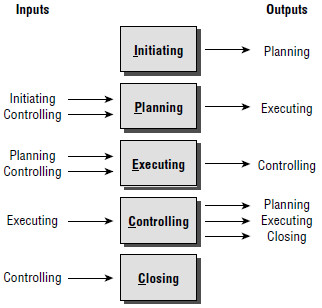 Inputs
Outputs
Initiating
Planning
Initiating
Controlling
Planning
Executing
Planning
Controlling
Executing
Controlling
Executing
Controlling
Planning
Executing
Closing
Controlling
Closing